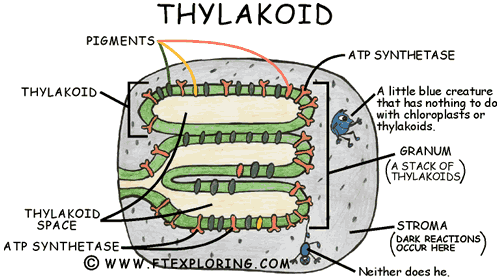 THYLAKOID
PIGMENTS
ATP SYNTHETASE
THYLAKOID
A little blue creature
that has nothing to do
with chloroplasts or
thylakoids.
GRANUM
(A STACK OF
THYLAKOIDS)
THYLAKOID
SPACE
STROMA
(DARK REACTIONS
OCCUR HERE)
ATP SYNTHETASE
© WWW.FTEXPLORING.COM
Neither does he.